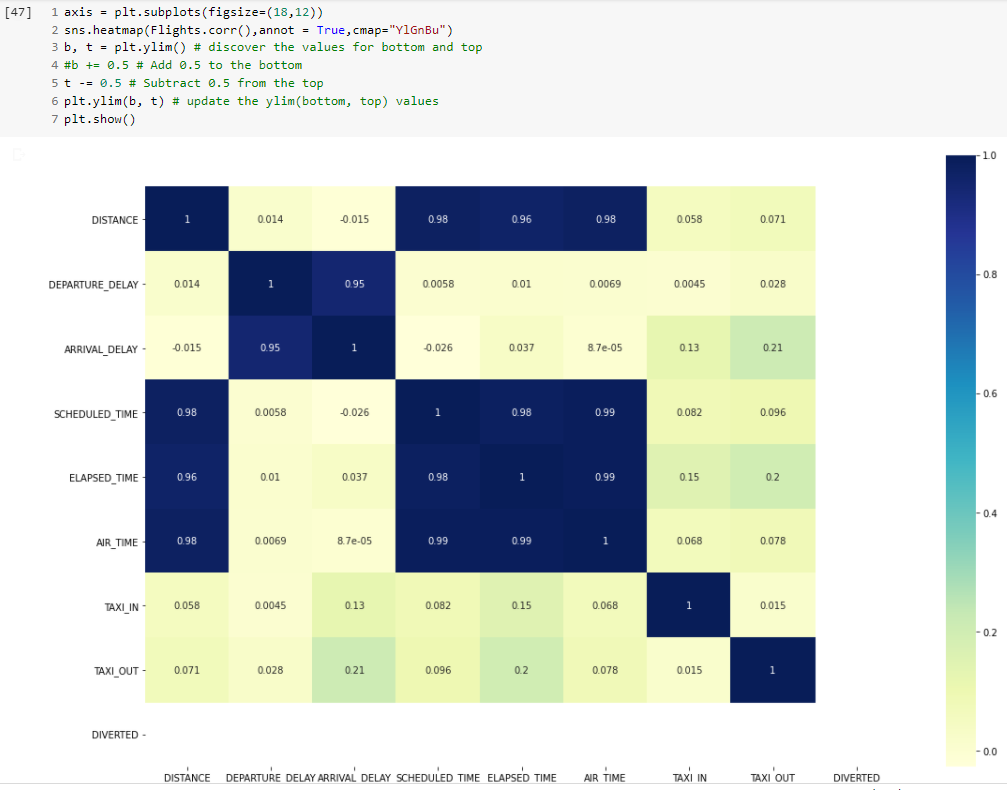 [47]
1 axis = plt.subplots(figsize=(18,12))
2 sns.heatmap(Flights.corr(),annot = True,cmap="YlGnBu")
3 b, t = plt.ylim() # discover the values for bottom and top
4 #b += 0.5 # Add 0.5 to the bottom
5 t -= 0.5 # Subtract 0.5 from the top
6 plt.ylim(b, t) # update the ylim(bottom, top) values
7 plt.show()
DISTANCE 1 0.014 -0.015 0.98 0.96 0.98 0.058 0.071
DEPARTURE_DELAY 0.014 1 0.95 0.0058 0.01 0.0069 0.0045 0.028
ARRIVAL_DELAY -0.015 0.95 1 -0.026 0.037 8.7e-05 0.13 0.21
SCHEDULED_TIME 0.98 0.0058 -0.026 1 0.98 0.99 0.082 0.096
ELAPSED_TIME 0.96 0.01 0.037 0.98 1 0.99 0.15 0.2
AIR_TIME 0.98 0.0069 8.7e-05 0.99 0.99 1 0.068 0.078
TAXI_IN 0.058 0.0045 0.13 0.082 0.15 0.068 1 0.015
TAXI_OUT 0.071 0.028 0.21 0.096 0.2 0.078 0.015 1
DIVERTED
DISTANCE DEPARTURE_DELAY ARRIVAL_DELAY SCHEDULED_TIME ELAPSED_TIME AIR_TIME TAXI_IN TAXI_OUT DIVERTED
1.0
0.8
0.6
0.4
0.2
0.0